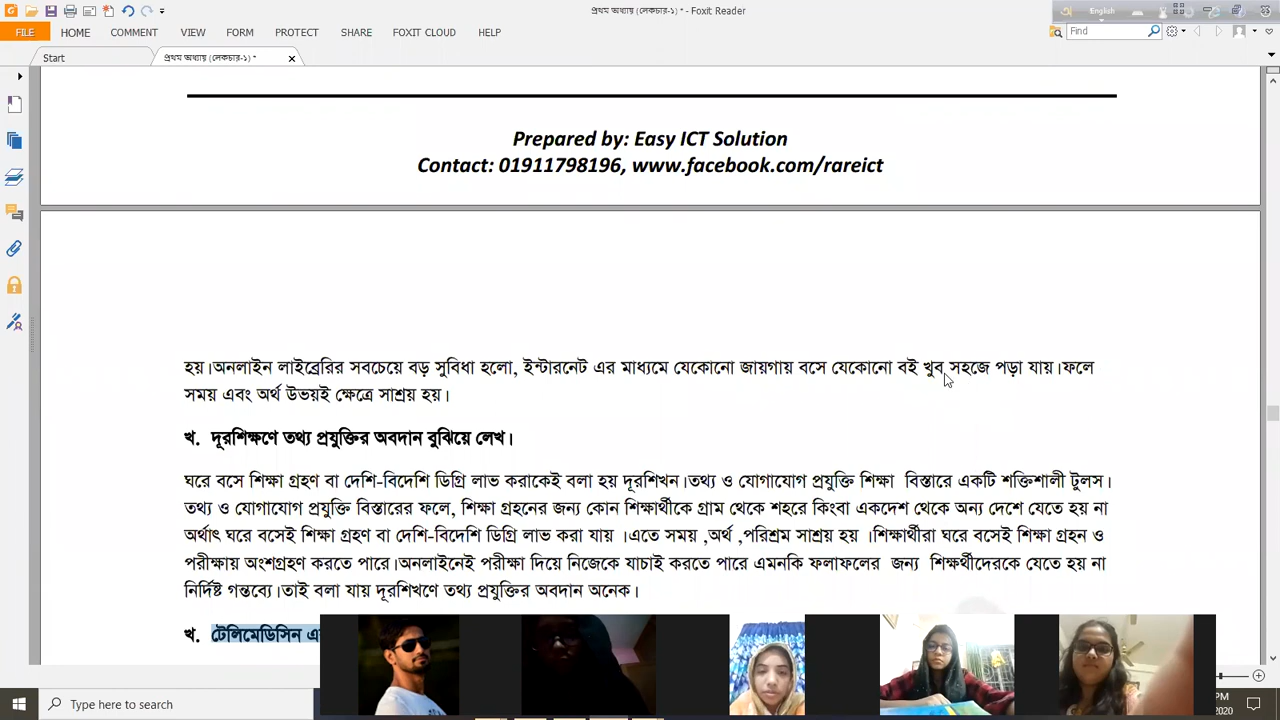 প্রথম অধ্যায় (লেকচার-১) * - Foxit Reader
English
FILE HOME COMMENT VIEW FORM PROTECT SHARE FOXIT CLOUD HELP
Find
Start
প্রথম অধ্যায় (লেকচার-১) *
Prepared by: Easy ICT Solution
Contact: 01911798196, www.facebook.com/rareict
হয়।অনলাইন লাইব্রেরির সবচেয়ে বড় সুবিধা হলো, ইন্টারনেট এর মাধ্যমে যেকোনো জায়গায় বসে যেকোনো বই খুব সহজে পড়া যায়।ফলে
সময় এবং অর্থ উভয়ই ক্ষেত্রে সাশ্রয় হয়।
খ. দূরশিক্ষণে তথ্য প্রযুক্তির অবদান বুঝিয়ে লেখ।
ঘরে বসে শিক্ষা গ্রহণ বা দেশি-বিদেশি ডিগ্রি লাভ করাকেই বলা হয় দূরশিখন।তথ্য ও যোগাযোগ প্রযুক্তি শিক্ষা বিস্তারে একটি শক্তিশালী টুলস।
তথ্য ও যোগাযোগ প্রযুক্তি বিস্তারের ফলে, শিক্ষা গ্রহনের জন্য কোন শিক্ষার্থীকে গ্রাম থেকে শহরে কিংবা একদেশ থেকে অন্য দেশে যেতে হয় না
অর্থাৎ ঘরে বসেই শিক্ষা গ্রহণ বা দেশি-বিদেশি ডিগ্রি লাভ করা যায় ।এতে সময় ,অর্থ ,পরিশ্রম সাশ্রয় হয় ।শিক্ষার্থীরা ঘরে বসেই শিক্ষা গ্রহন ও
পরীক্ষায় অংশগ্রহণ করতে পারে।অনলাইনেই পরীক্ষা দিয়ে নিজেকে যাচাই করতে পারে এমনকি ফলাফলের জন্য শিক্ষর্থীদেরকে যেতে হয় না
নির্দিষ্ট গন্তব্যে।তাই বলা যায় দূরশিখণে তথ্য প্রযুক্তির অবদান অনেক।
খ. টেলিমেডিসিন
Type here to search
PM
2020